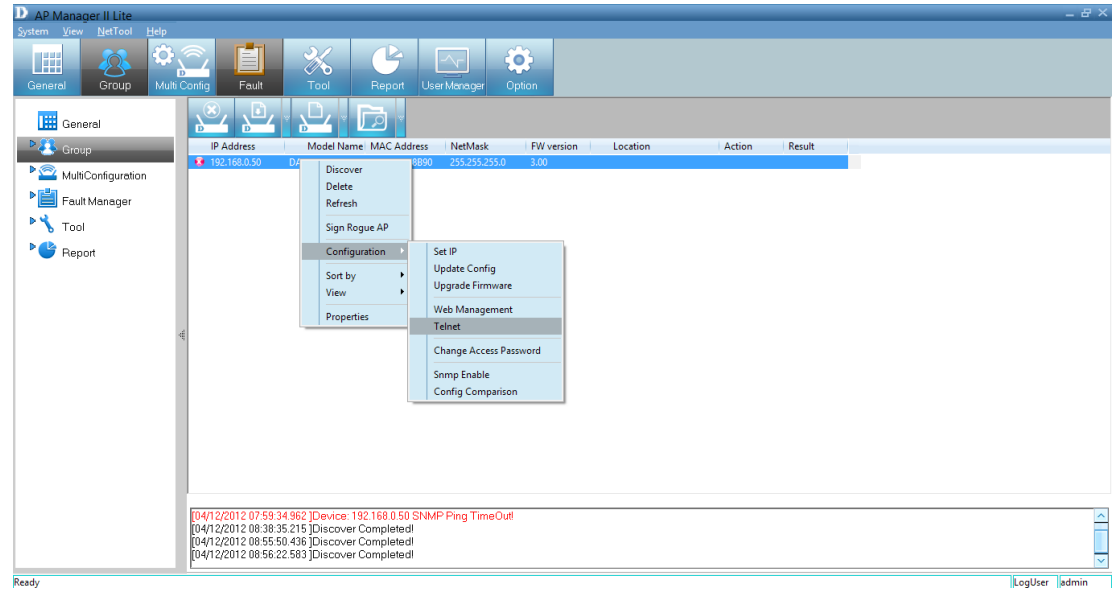 D AP Manager II Lite
System View NetTool Help
General Group Multi Config Fault Tool Report User Manager Option
General
Group
MultiConfiguration
Fault Manager
Tool
Report
IP Address Model Name MAC Address NetMask FW version Location Action Result
192.168.0.50 DA 8B90 255.255.255.0 3.00
Discover
Delete
Refresh
Sign Rogue AP
Configuration
Sort by
View
Properties
Set IP
Update Config
Upgrade Firmware
Web Management
Telnet
Change Access Password
Snmp Enable
Config Comparison
[04/12/2012 07:59:34.962 ]Device: 192.168.0.50 SNMP Ping TimeOut!
[04/12/2012 08:38:35.215 ]Discover Completed!
[04/12/2012 08:55:50.436 ]Discover Completed!
[04/12/2012 08:56:22.583 ]Discover Completed!
Ready LogUser admin